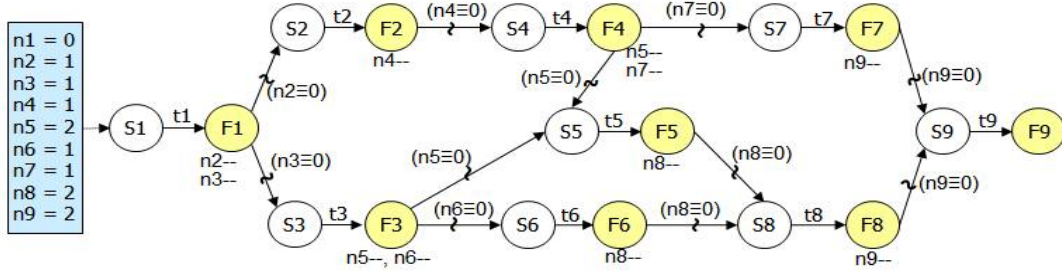 n1 = 0
n2 = 1
n3 = 1
n4 = 1
n5 = 2
n6 = 1
n7 = 1
n8 = 2
n9 = 2
S1
t1
F1
n2--
n3--
(n2≡0)
(n3≡0)
S2
t2
F2
n4--
(n4≡0)
S4
t4
F4
n5--
n7--
(n7≡0)
S7
t7
F7
n9--
(n9≡0)
(n5≡0)
(n5≡0)
S5
t5
F5
n8--
(n8≡0)
S3
t3
F3
n5--, n6--
(n6≡0)
S6
t6
F6
n8--
(n8≡0)
S8
t8
F8
n9--
(n9≡0)
S9
t9
F9